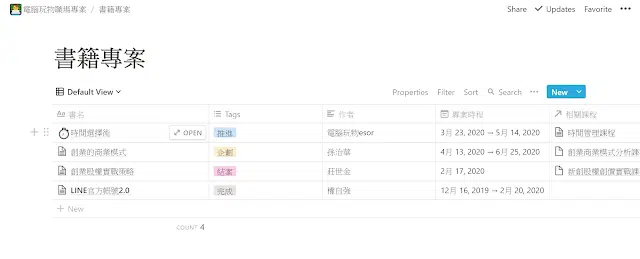 電腦玩物職場專案 / 書籍專案 Share Updates Favorite
書籍專案
Default View Properties Filter Sort Search New
Aa 書名 Tags 作者 專案時程 相關課程
時間選擇術 OPEN 推進 電腦玩物esor 3月 23, 2020 → 5月 14, 2020 時間管理課程
創業的商業模式 企劃 孫治華 4月 13, 2020 → 6月 25, 2020 創業商業模式分析課
創業股權實戰策略 結案 莊世金 2月 17, 2020 新創股權創價實戰課
LINE官方帳號2.0 完成 權自強 12月 16, 2019 → 2月 20, 2020
+ New
COUNT 4